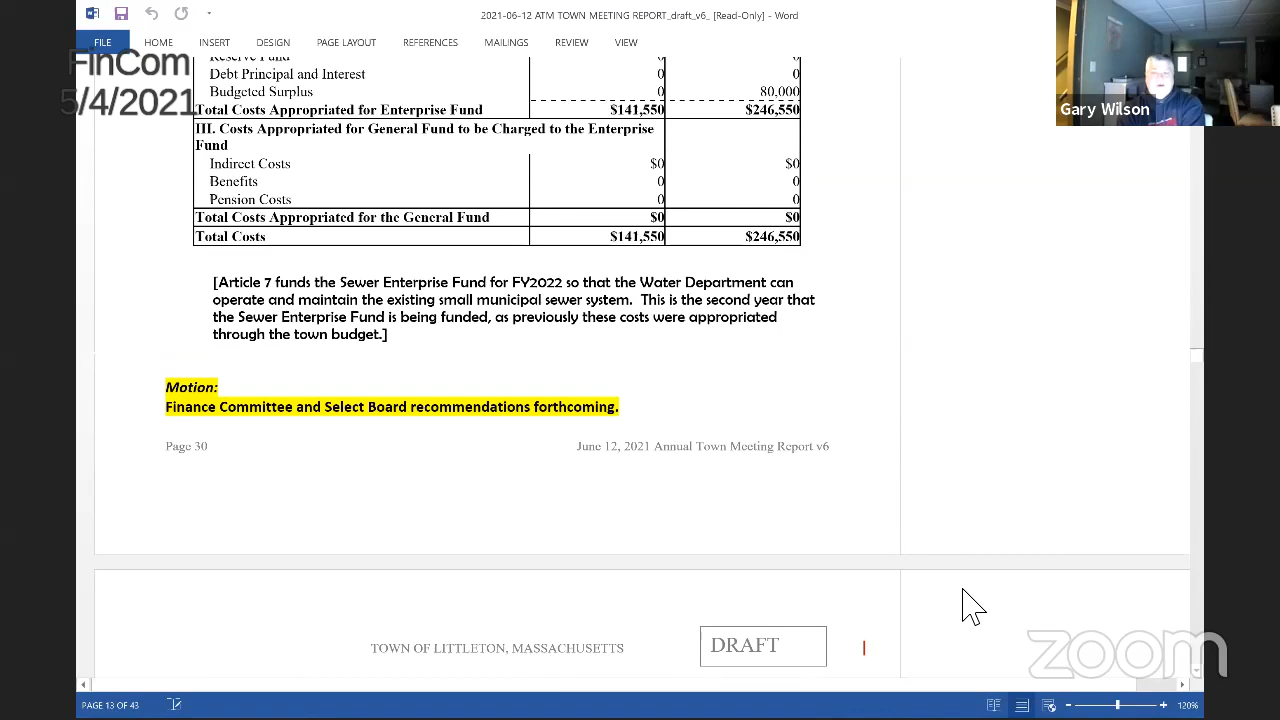 2021-06-12 ATM TOWN MEETING REPORT_draft_v6_ [Read-Only] - Word
FILE HOME INSERT DESIGN PAGE LAYOUT REFERENCES MAILINGS REVIEW VIEW
FinCom
5/4/2021
Gary Wilson
Reserve Fund 0 0
Debt Principal and Interest 0 0
Budgeted Surplus 0 80,000
Total Costs Appropriated for Enterprise Fund $141,550 $246,550
III. Costs Appropriated for General Fund to be Charged to the Enterprise
Fund
Indirect Costs $0 $0
Benefits 0 0
Pension Costs 0 0
Total Costs Appropriated for the General Fund $0 $0
Total Costs $141,550 $246,550
[Article 7 funds the Sewer Enterprise Fund for FY2022 so that the Water Department can
operate and maintain the existing small municipal sewer system. This is the second year that
the Sewer Enterprise Fund is being funded, as previously these costs were appropriated
through the town budget.]
Motion:
Finance Committee and Select Board recommendations forthcoming.
Page 30 June 12, 2021 Annual Town Meeting Report v6
TOWN OF LITTLETON, MASSACHUSETTS DRAFT
zoom
PAGE 13 OF 43 120%